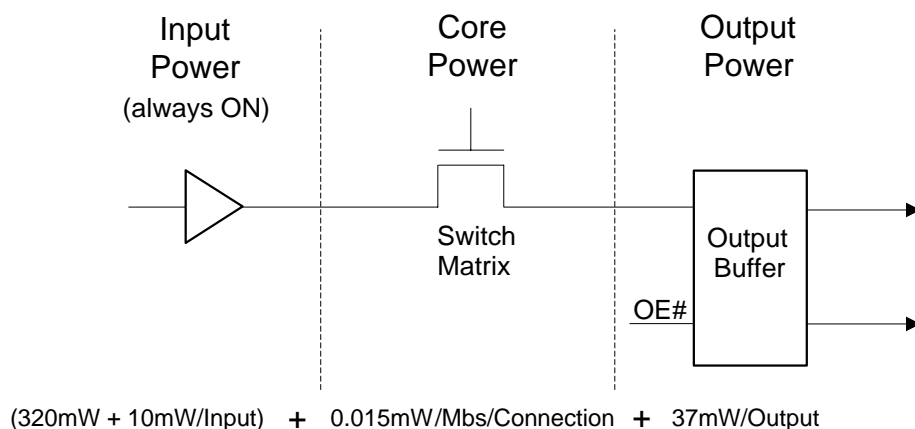 Input
Power
(always ON)
Core
Power
Output
Power
Switch
Matrix
Output
Buffer
OE#
(320mW + 10mW/Input) + 0.015mW/Mbs/Connection + 37mW/Output